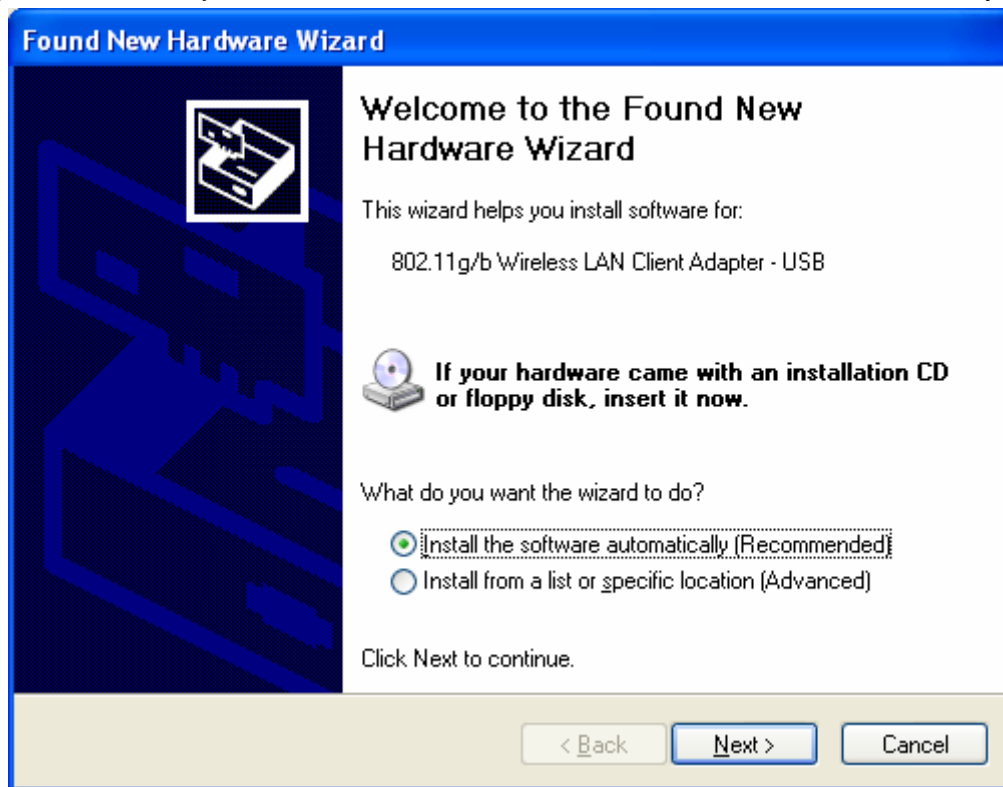 Found New Hardware Wizard
Welcome to the Found New
Hardware Wizard
This wizard helps you install software for:
802.11g/b Wireless LAN Client Adapter - USB
If your hardware came with an installation CD
or floppy disk, insert it now.
What do you want the wizard to do?
Install the software automatically (Recommended)
Install from a list or specific location (Advanced)
Click Next to continue.
< Back Next > Cancel